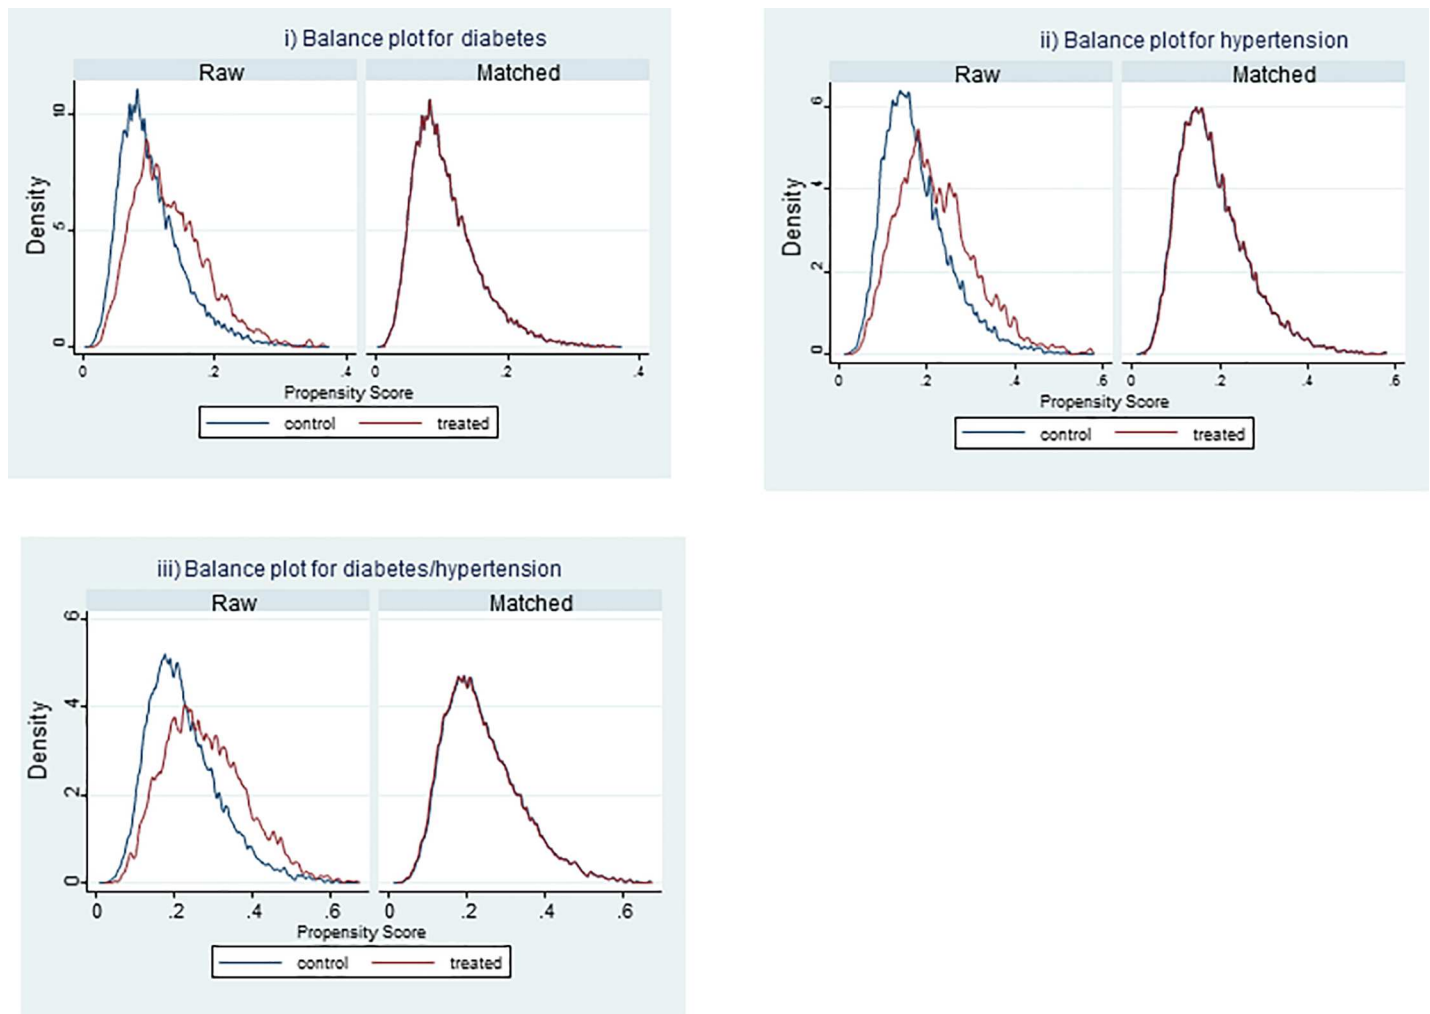 i) Balance plot for diabetes
Raw
Matched
Density
10
5
0
0
.2
.4
0
.2
.4
Propensity Score
control
treated
ii) Balance plot for hypertension
Raw
Matched
Density
6
4
2
0
0
.2
.4
.6
0
.2
.4
.6
Propensity Score
control
treated
iii) Balance plot for diabetes/hypertension
Raw
Matched
Density
6
4
2
0
0
.2
.4
.6
0
.2
.4
.6
Propensity Score
control
treated